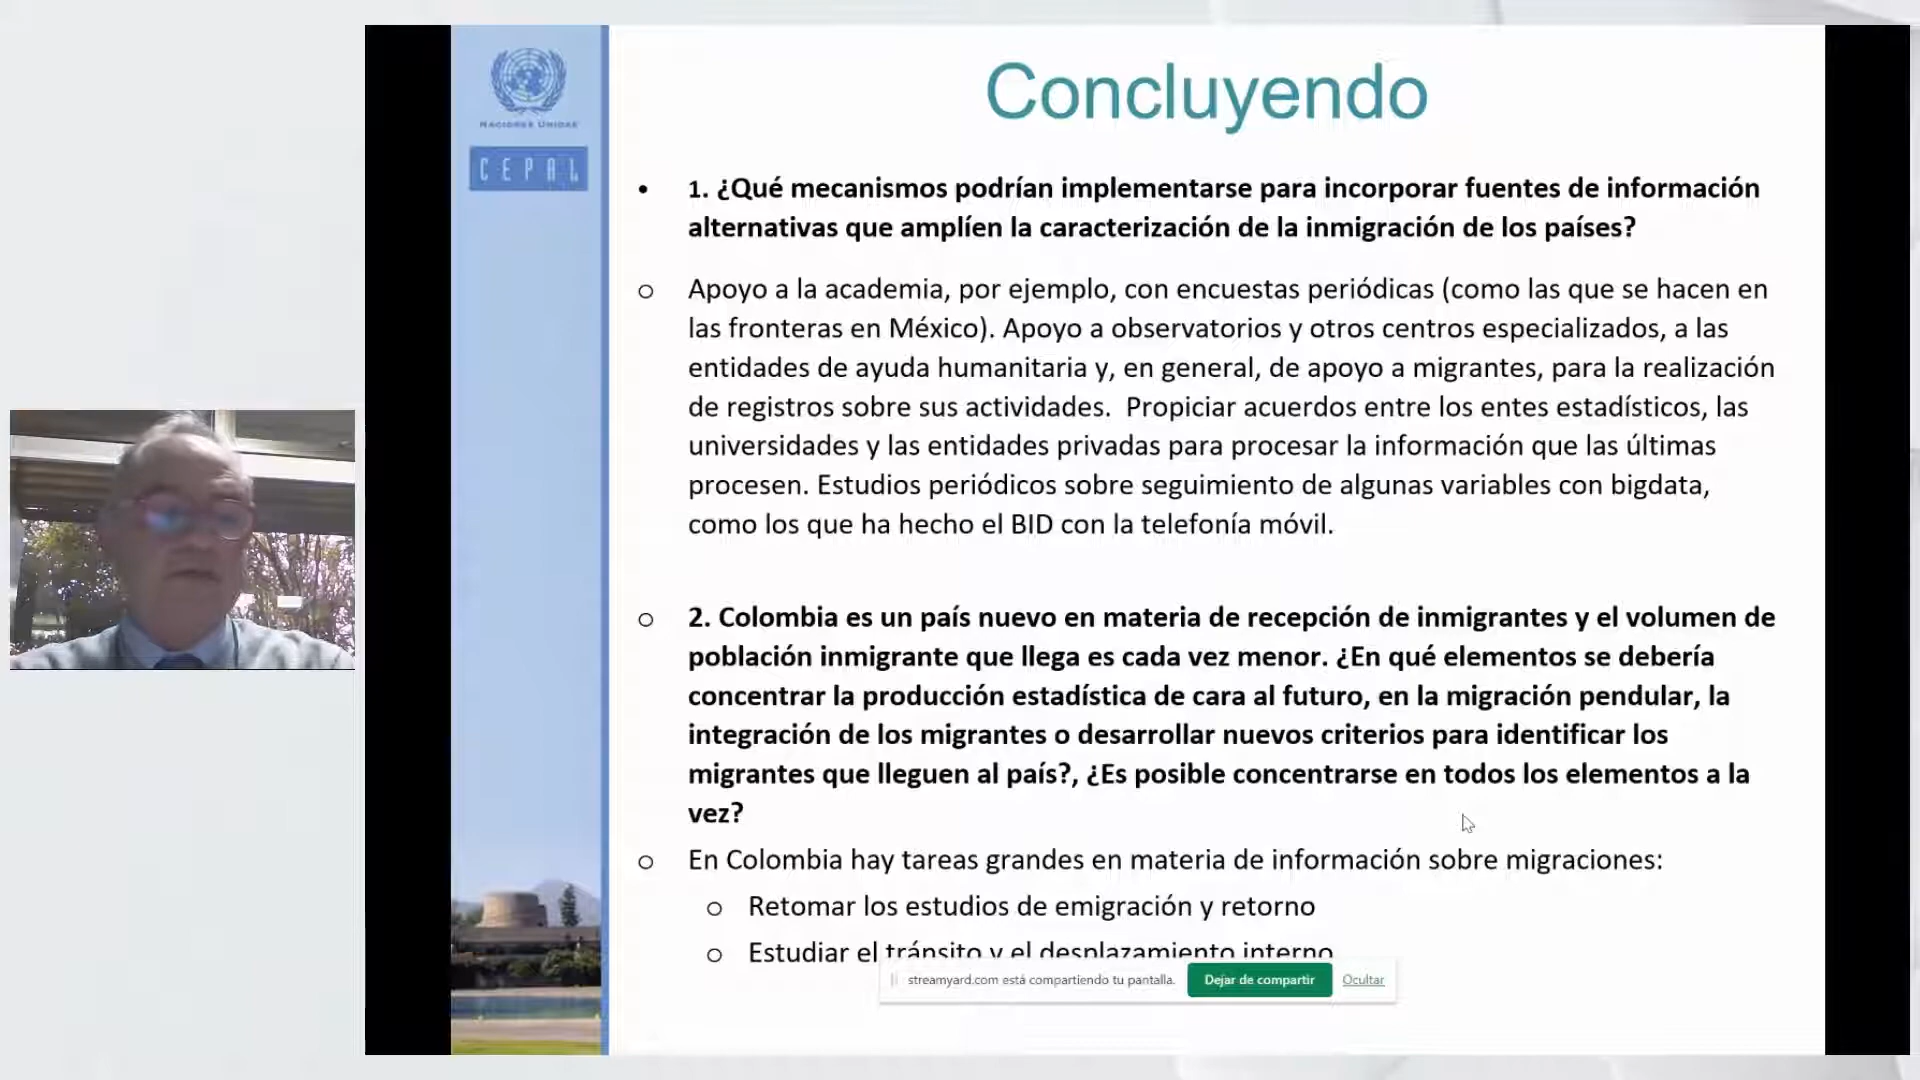 NACIONES UNIDAS
CEPAL
Concluyendo
• 1. ¿Qué mecanismos podrían implementarse para incorporar fuentes de información
alternativas que amplíen la caracterización de la inmigración de los países?
o Apoyo a la academia, por ejemplo, con encuestas periódicas (como las que se hacen en
las fronteras en México). Apoyo a observatorios y otros centros especializados, a las
entidades de ayuda humanitaria y, en general, de apoyo a migrantes, para la realización
de registros sobre sus actividades. Propiciar acuerdos entre los entes estadísticos, las
universidades y las entidades privadas para procesar la información que las últimas
procesen. Estudios periódicos sobre seguimiento de algunas variables con bigdata,
como los que ha hecho el BID con la telefonía móvil.
o 2. Colombia es un país nuevo en materia de recepción de inmigrantes y el volumen de
población inmigrante que llega es cada vez menor. ¿En qué elementos se debería
concentrar la producción estadística de cara al futuro, en la migración pendular, la
integración de los migrantes o desarrollar nuevos criterios para identificar los
migrantes que lleguen al país?, ¿Es posible concentrarse en todos los elementos a la
vez?
o En Colombia hay tareas grandes en materia de información sobre migraciones:
o Retomar los estudios de emigración y retorno
o Estudiar el tránsito y el desplazamiento interno
streamyard.com está compartiendo tu pantalla. Dejar de compartir Ocultar